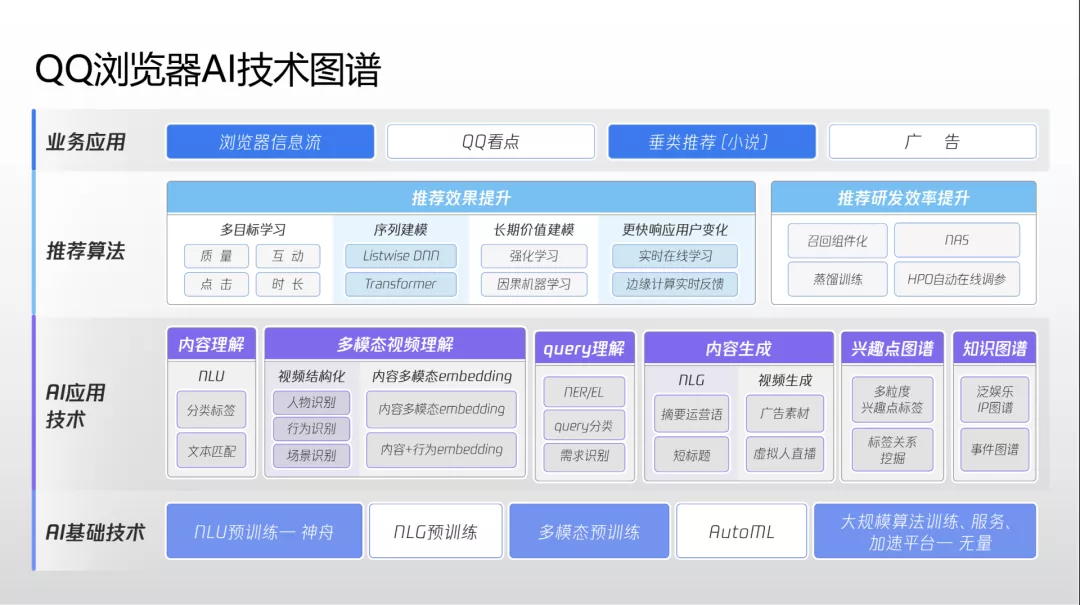 QQ浏览器AI技术图谱
业务应用
浏览器信息流
QQ看点
垂类推荐 [小说]
广 告
推荐算法
推荐效果提升
多目标学习
质 量
互 动
点 击
时 长
序列建模
Listwise DNN
Transformer
长期价值建模
强化学习
因果机器学习
更快响应用户变化
实时在线学习
边缘计算实时反馈
推荐研发效率提升
召回组件化
NAS
蒸馏训练
HPO自动在线调参
AI应用
技术
内容理解
NLU
分类标签
文本匹配
多模态视频理解
视频结构化
人物识别
行为识别
场景识别
内容多模态embedding
内容多模态embedding
内容+行为embedding
query理解
NER/EL
query分类
需求识别
内容生成
NLG
摘要运营语
短标题
视频生成
广告素材
虚拟人直播
兴趣点图谱
多粒度
兴趣点标签
标签关系
挖掘
知识图谱
泛娱乐
IP图谱
事件图谱
AI基础技术
NLU预训练— 神舟
NLG预训练
多模态预训练
AutoML
大规模算法训练、服务、
加速平台— 无量